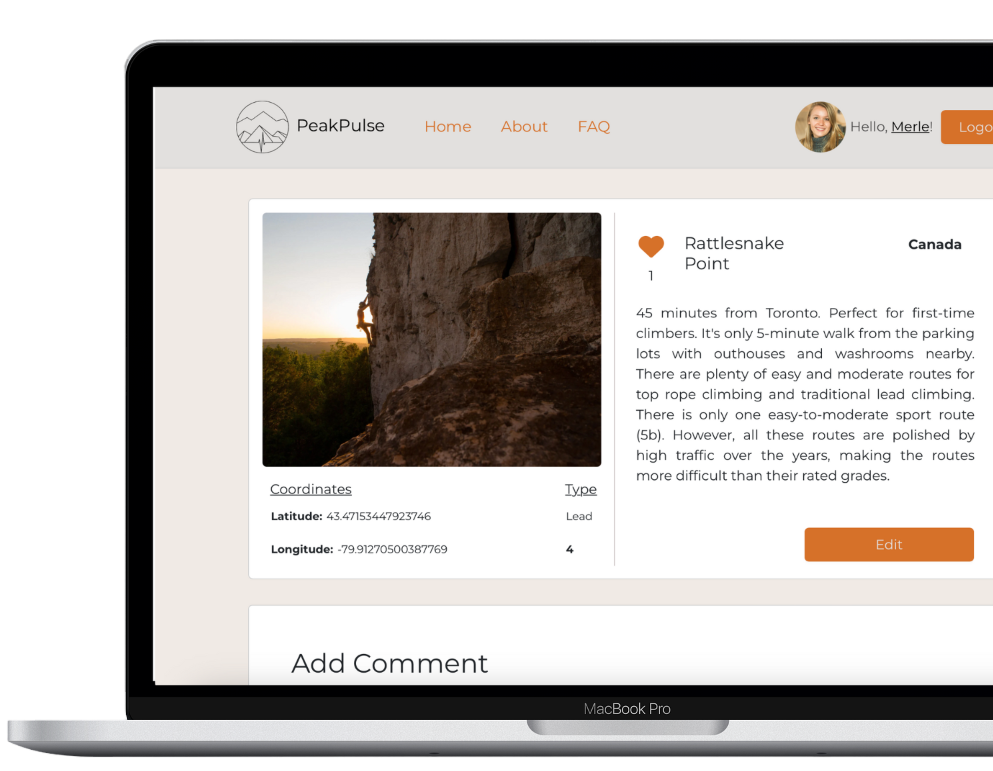 PeakPulse
Home About FAQ
Hello, Merle!
Logo
Rattlesnake
Point
Canada
1
45 minutes from Toronto. Perfect for first-time
climbers. It's only 5-minute walk from the parking
lots with outhouses and washrooms nearby.
There are plenty of easy and moderate routes for
top rope climbing and traditional lead climbing.
There is only one easy-to-moderate sport route
(5b). However, all these routes are polished by
high traffic over the years, making the routes
more difficult than their rated grades.
Coordinates
Type
Latitude: 43.47153447923746
Lead
Longitude: -79.91270500387769
4
Edit
Add Comment
MacBook Pro